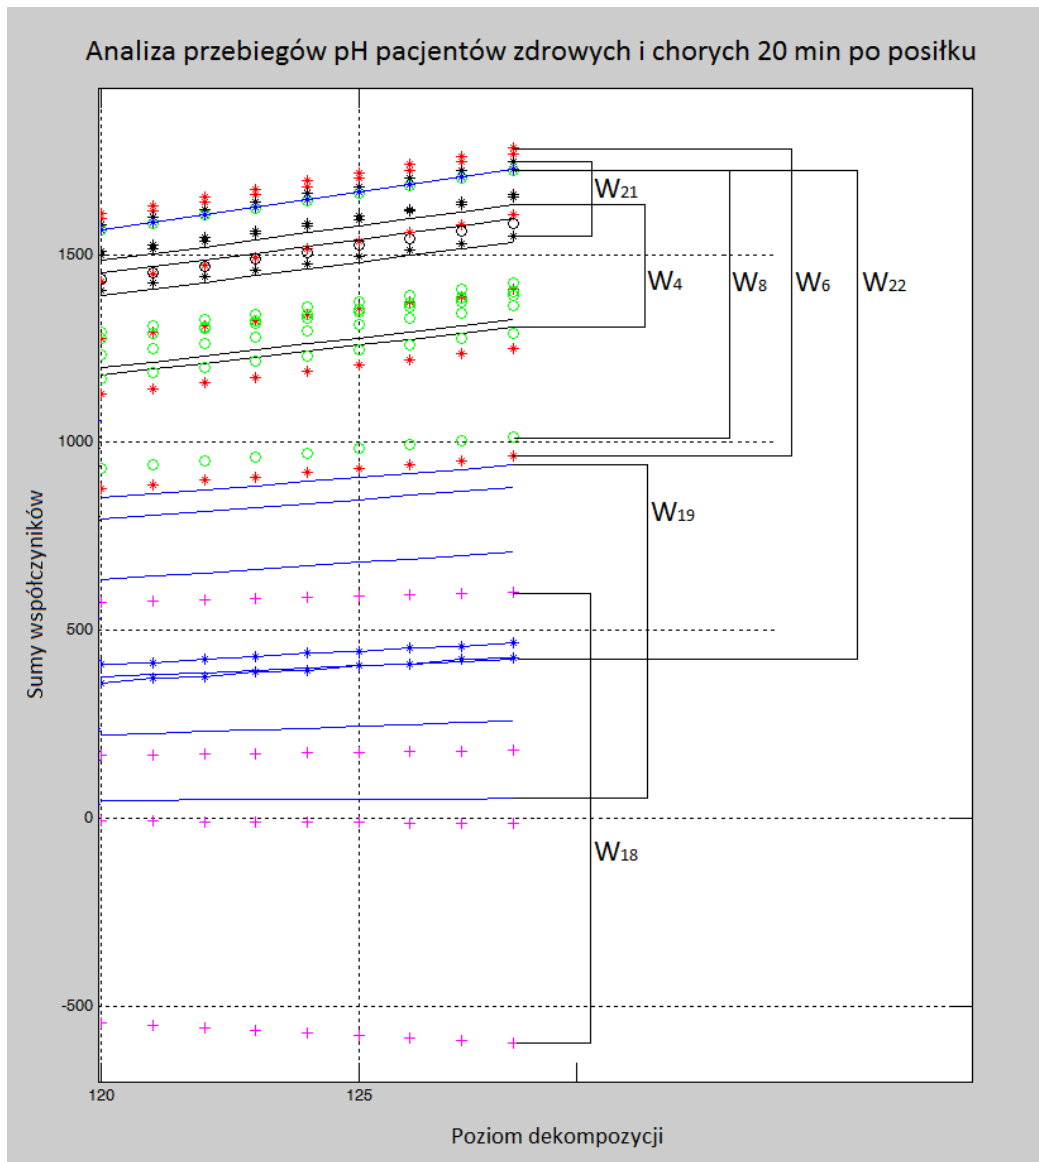 Analiza przebiegów pH pacjentów zdrowych i chorych 20 min po posiłku
Sumy współczyników
1500
1000
500
0
-500
120
125
Poziom dekompozycji
W21
W4
W8
W6
W22
W19
W18